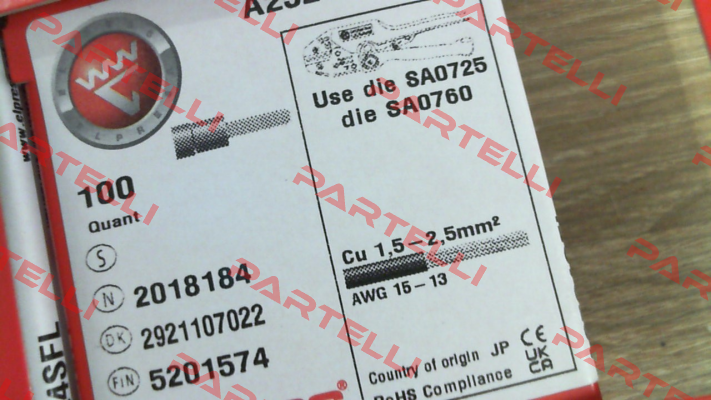 Use die SA0725
die SA0760
100
Quant
S
N 2018184
DK 2921107022
FIN 5201574
Cu 1,5–2,5mm²
AWG 15-13
Country of origin JP
RoHS Compliance
CE
UK
CA
PARTELLI